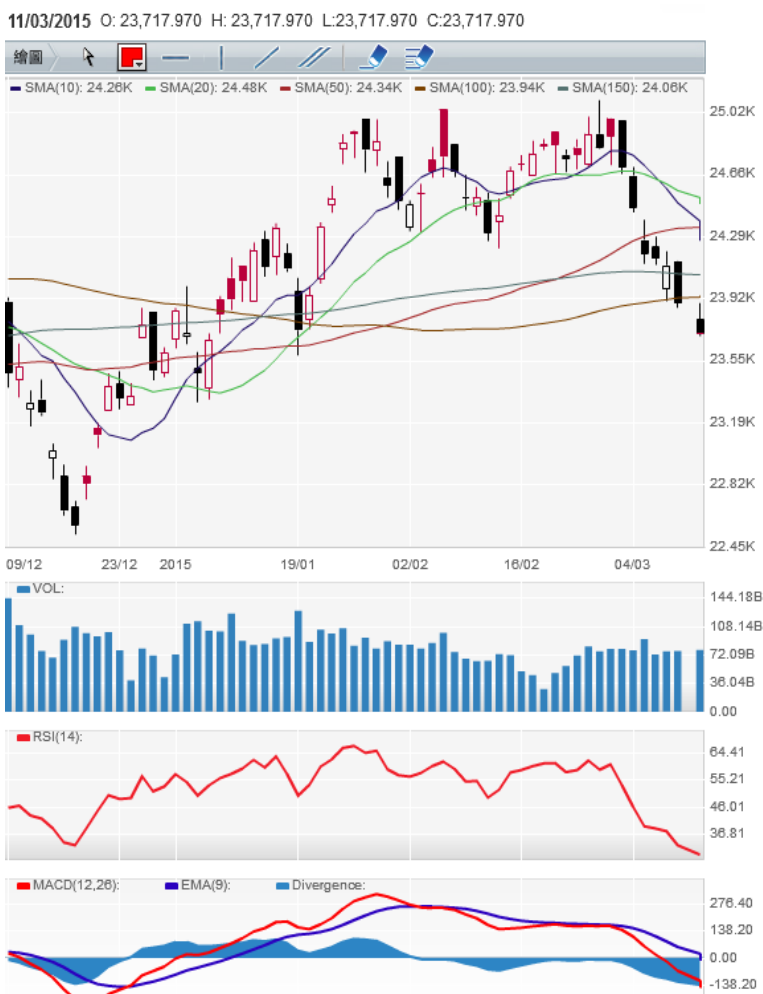 11/03/2015 O: 23,717.970 H: 23,717.970 L:23,717.970 C:23,717.970
繪圖
SMA(10): 24.26K SMA(20): 24.48K SMA(50): 24.34K SMA(100): 23.94K SMA(150): 24.06K
25.02K
24.66K
24.29K
23.92K
23.55K
23.19K
22.82K
22.45K
09/12 23/12 2015 19/01 02/02 16/02 04/03
VOL:
144.18B
108.14B
72.09B
36.04B
0.00
RSI(14):
64.41
55.21
46.01
36.81
MACD(12,26): EMA(9): Divergence:
276.40
138.20
0.00
-138.20